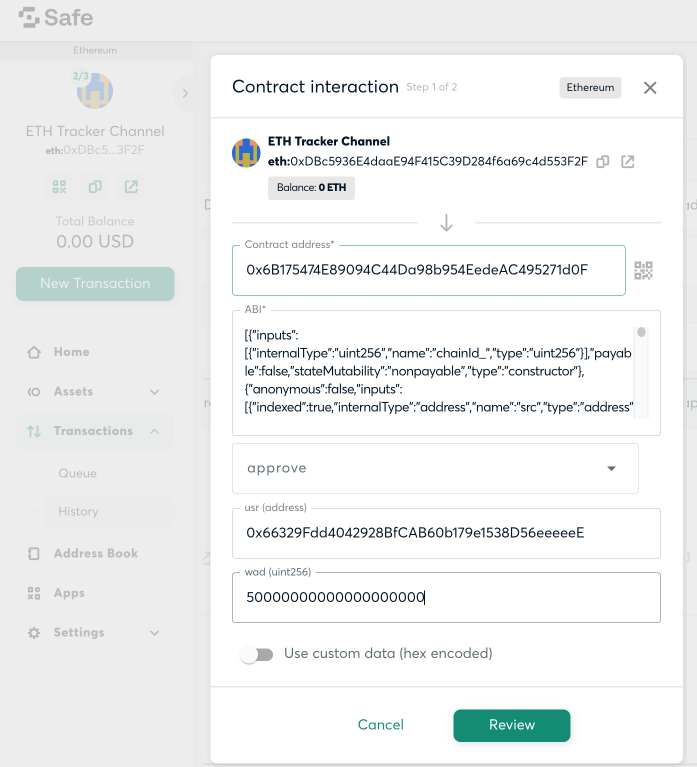 Safe
Ethereum
2/3
ETH Tracker Channel
eth:0xDBc5...3F2F
Total Balance
0.00 USD
New Transaction
Home
Assets
Transactions
Queue
History
Address Book
Apps
Settings
Contract interaction Step 1 of 2
Ethereum
ETH Tracker Channel
eth:0xDBc5936E4daaE94F415C39D284f6a69c4d553F2F
Balance: 0 ETH
Contract address*
0x6B175474E89094C44Da98b954EedeAC495271d0F
ABI*
[{"inputs":
[{"internalType":"uint256","name":"chainId_","type":"uint256"}],"payab
le":false,"stateMutability":"nonpayable","type":"constructor"},
{"anonymous":false,"inputs":
[{"indexed":true,"internalType":"address","name":"src","type":"address"
approve
usr (address)
0x66329Fdd4042928BfCAB60b179e1538D56eeeeeE
wad (uint256)
50000000000000000000
Use custom data (hex encoded)
Cancel
Review